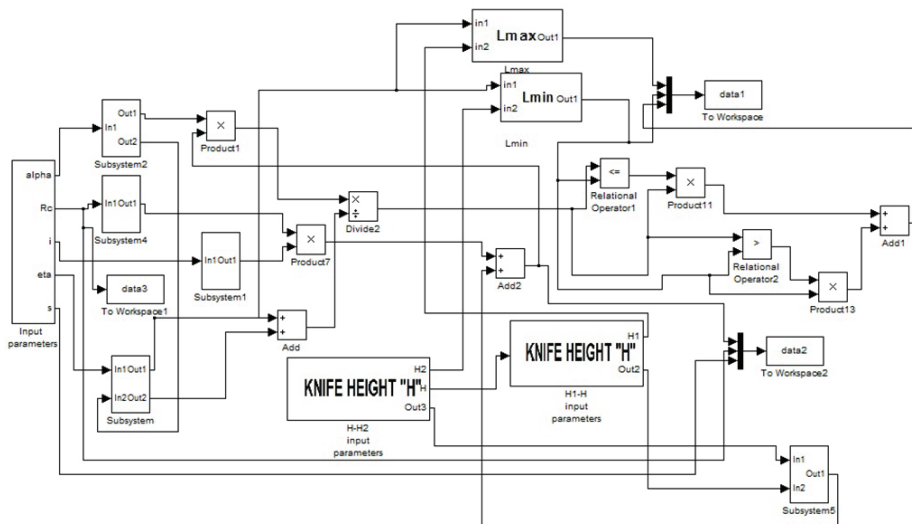 in1
Lmax
Out1
in2
Lmax
in1
Lmin
Out1
in2
Lmin
data1
To Workspace
Out1
In1
Out2
Subsystem2
×
Product1
alpha
Rc
i
eta
s
Input
parameters
In1 Out1
Subsystem4
In1 Out1
Subsystem1
data3
To Workspace1
×
÷
Divide2
×
Product7
<=
Relational
Operator1
×
Product11
+
+
Add1
>
Relational
Operator2
×
Product13
+
+
Add2
+
+
Add
In1 Out1
In2 Out2
Subsystem
KNIFE HEIGHT "H"
H2
H
Out3
H-H2
input
parameters
KNIFE HEIGHT "H"
H1
Out2
H1-H
input
parameters
data2
To Workspace2
In1
Out1
In2
Subsystem5